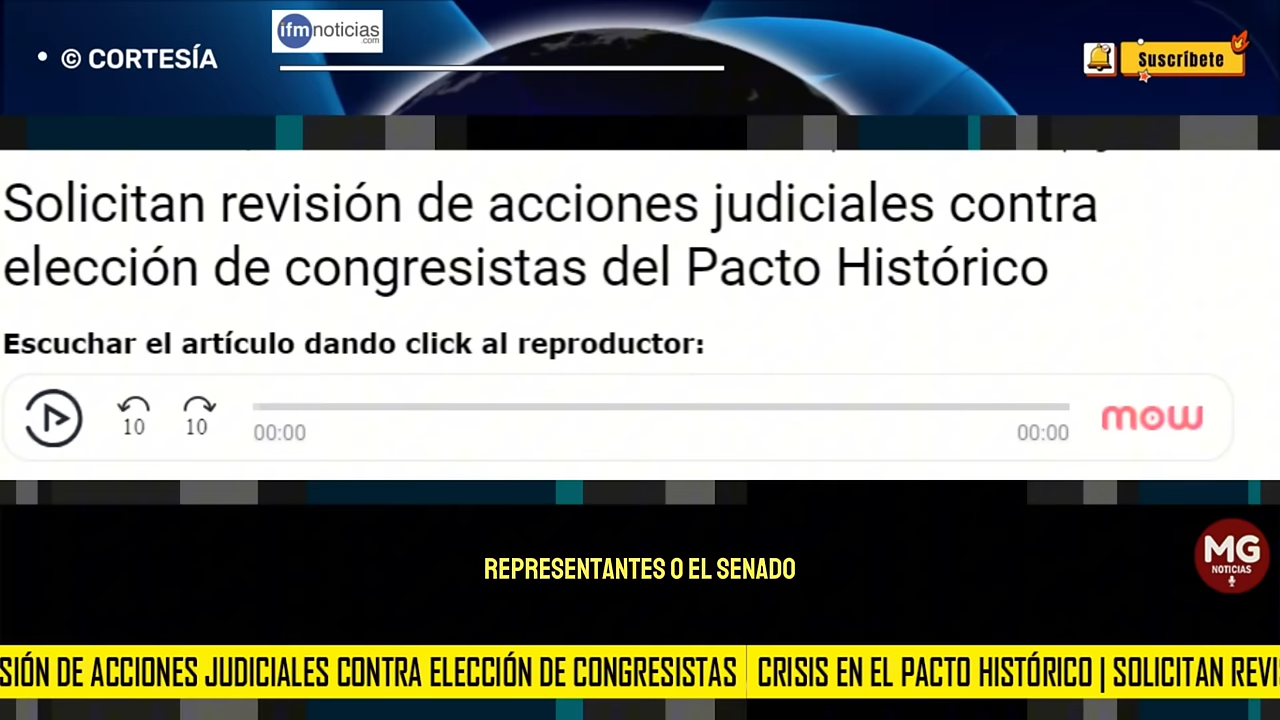 • © CORTESÍA
ifmnoticias
.com
Suscríbete
Solicitan revisión de acciones judiciales contra
elección de congresistas del Pacto Histórico
Escuchar el artículo dando click al reproductor:
10
10
00:00
00:00
mow
REPRESENTANTES O EL SENADO
MG
NOTICIAS
SIÓN DE ACCIONES JUDICIALES CONTRA ELECCIÓN DE CONGRESISTAS
CRISIS EN EL PACTO HISTÓRICO | SOLICITAN REVI